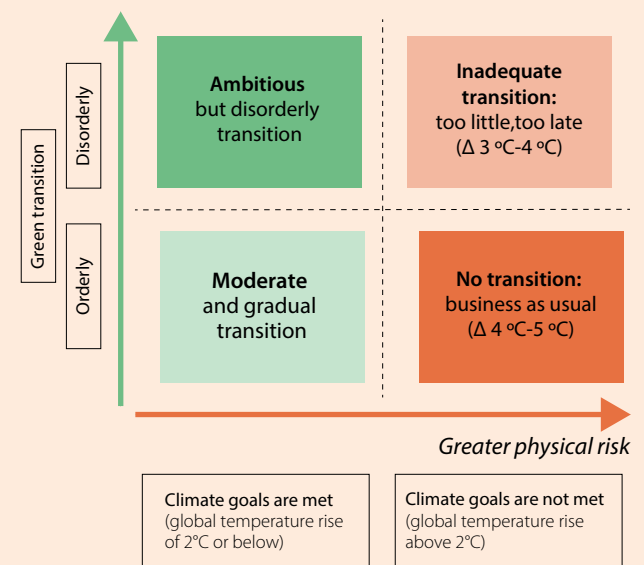 Green transition
Disorderly
Orderly
Ambitious
but disorderly
transition
Inadequate
transition:
too little,too late
(Δ 3 ºC-4 ºC)
Moderate
and gradual
transition
No transition:
business as usual
(Δ 4 ºC-5 ºC)
Greater physical risk
Climate goals are met
(global temperature rise
of 2°C or below)
Climate goals are not met
(global temperature rise
above 2°C)